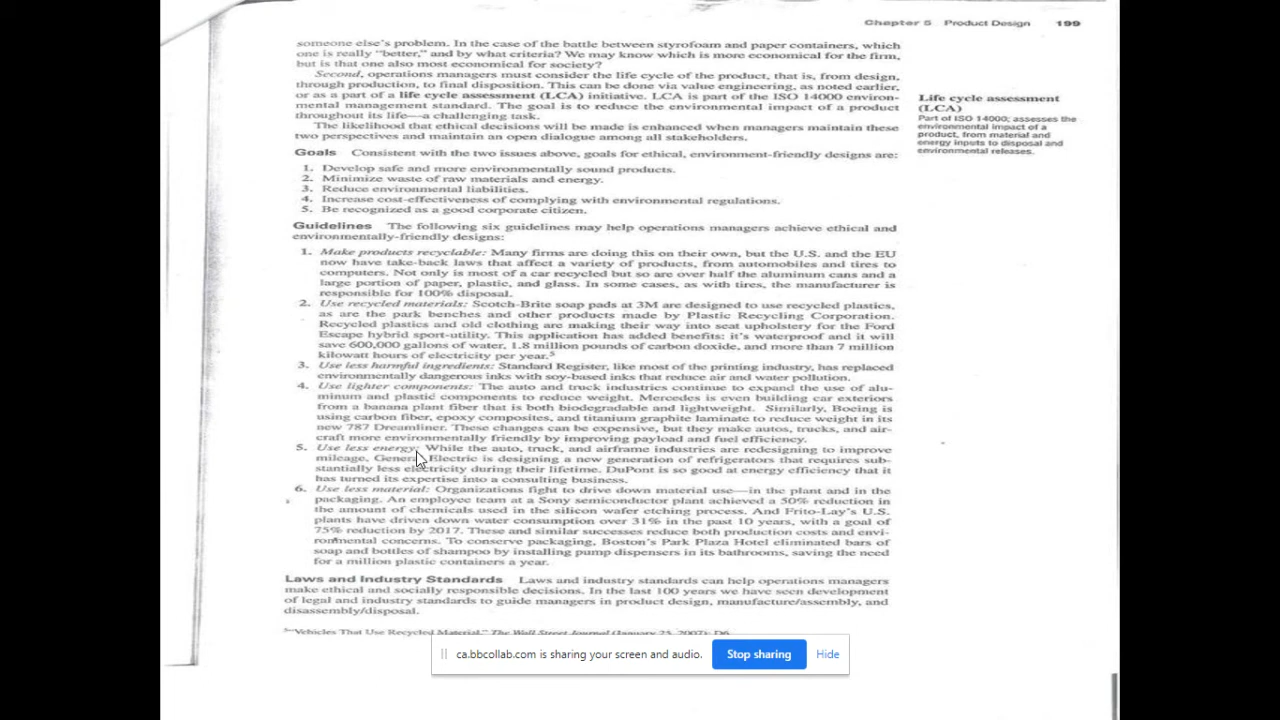 Chapter 5 Product Design 199
someone else's problem. In the case of the battle between styrofoam and paper containers, which
one is really "better," and by what criteria? We may know which is more economical for the firm,
but is that one also most economical for society?
Second, operations managers must consider the life cycle of the product, that is, from design,
through production, to final disposition. This can be done via value engineering, as noted earlier,
or as a part of a life cycle assessment (LCA) initiative. LCA is part of the ISO 14000 environ-
mental management standard. The goal is to reduce the environmental impact of a product
throughout its life—a challenging task.
The likelihood that ethical decisions will be made is enhanced when managers maintain these
two perspectives and maintain an open dialogue among all stakeholders.
Life cycle assessment
(LCA)
Part of ISO 14000; assesses the
environmental impact of a
product, from material and
energy inputs to disposal and
environmental releases.
Goals Consistent with the two issues above, goals for ethical, environment-friendly designs are:
1. Develop safe and more environmentally sound products.
2. Minimize waste of raw materials and energy.
3. Reduce environmental liabilities.
4. Increase cost-effectiveness of complying with environmental regulations.
5. Be recognized as a good corporate citizen.
Guidelines The following six guidelines may help operations managers achieve ethical and
environmentally-friendly designs:
1. Make products recyclable: Many firms are doing this on their own, but the U.S. and the EU
now have take-back laws that affect a variety of products, from automobiles and tires to
computers. Not only is most of a car recycled but so are over half the aluminum cans and a
large portion of paper, plastic, and glass. In some cases, as with tires, the manufacturer is
responsible for 100% disposal.
2. Use recycled materials: Scotch-Brite soap pads at 3M are designed to use recycled plastics,
as are the park benches and other products made by Plastic Recycling Corporation.
Recycled plastics and old clothing are making their way into seat upholstery for the Ford
Escape hybrid sport-utility. This application has added benefits: it's waterproof and it will
save 600,000 gallons of water, 1.8 million pounds of carbon dioxide, and more than 7 million
kilowatt hours of electricity per year.⁵
3. Use less harmful ingredients: Standard Register, like most of the printing industry, has replaced
environmentally dangerous inks with soy-based inks that reduce air and water pollution.
4. Use lighter components: The auto and truck industries continue to expand the use of alu-
minum and plastic components to reduce weight. Mercedes is even building car exteriors
from a banana plant fiber that is both biodegradable and lightweight. Similarly, Boeing is
using carbon fiber, epoxy composites, and titanium graphite laminate to reduce weight in its
new 787 Dreamliner. These changes can be expensive, but they make autos, trucks, and air-
craft more environmentally friendly by improving payload and fuel efficiency.
5. Use less energy: While the auto, truck, and airframe industries are redesigning to improve
mileage, General Electric is designing a new generation of refrigerators that requires sub-
stantially less electricity during their lifetime. DuPont is so good at energy efficiency that it
has turned its expertise into a consulting business.
6. Use less material: Organizations fight to drive down material use—in the plant and in the
packaging. An employee team at a Sony semiconductor plant achieved a 50% reduction in
the amount of chemicals used in the silicon wafer etching process. And Frito-Lay's U.S.
plants have driven down water consumption over 31% in the past 10 years, with a goal of
75% reduction by 2017. These and similar successes reduce both production costs and envi-
ronmental concerns. To conserve packaging, Boston's Park Plaza Hotel eliminated bars of
soap and bottles of shampoo by installing pump dispensers in its bathrooms, saving the need
for a million plastic containers a year.
Laws and Industry Standards Laws and industry standards can help operations managers
make ethical and socially responsible decisions. In the last 100 years we have seen development
of legal and industry standards to guide managers in product design, manufacture/assembly, and
disassembly/disposal.
⁵"Vehicles That Use Recycled Material," The Wall Street Journal (January 25, 2007): D6.
ca.bbcollab.com is sharing your screen and audio. Stop sharing Hide